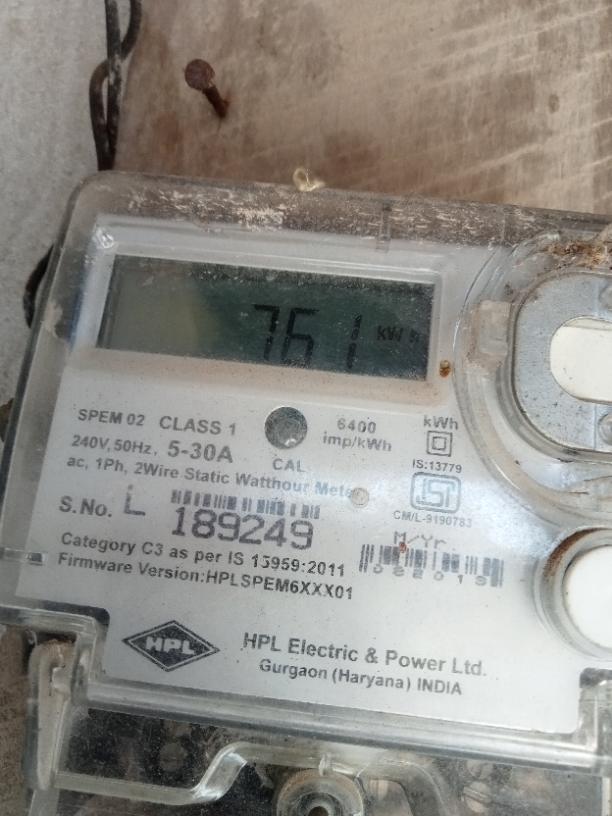 761 kWh
SPEM 02 CLASS 1
240V, 50Hz, 5-30A
ac, 1Ph, 2Wire Static Watthour Meter
CAL
6400
imp/kWh
kWh
IS:13779
ISI
CM/L-9190783
S.No. L 189249
M/Yr.
Category C3 as per IS 15959:2011
Firmware Version:HPLSPEM6XXX01
HPL
HPL Electric & Power Ltd.
Gurgaon (Haryana) INDIA